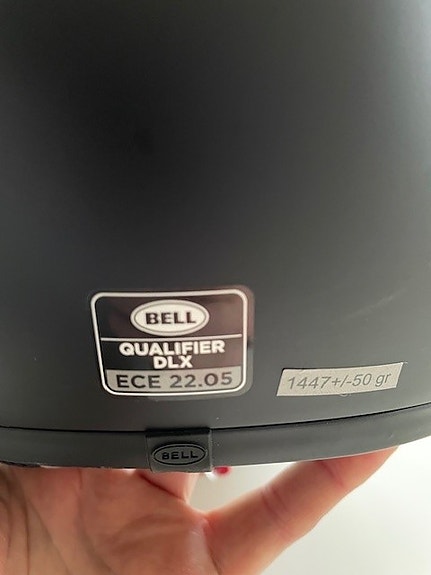 BELL
QUALIFIER
DLX
ECE 22.05
1447+/-50 gr
BELL